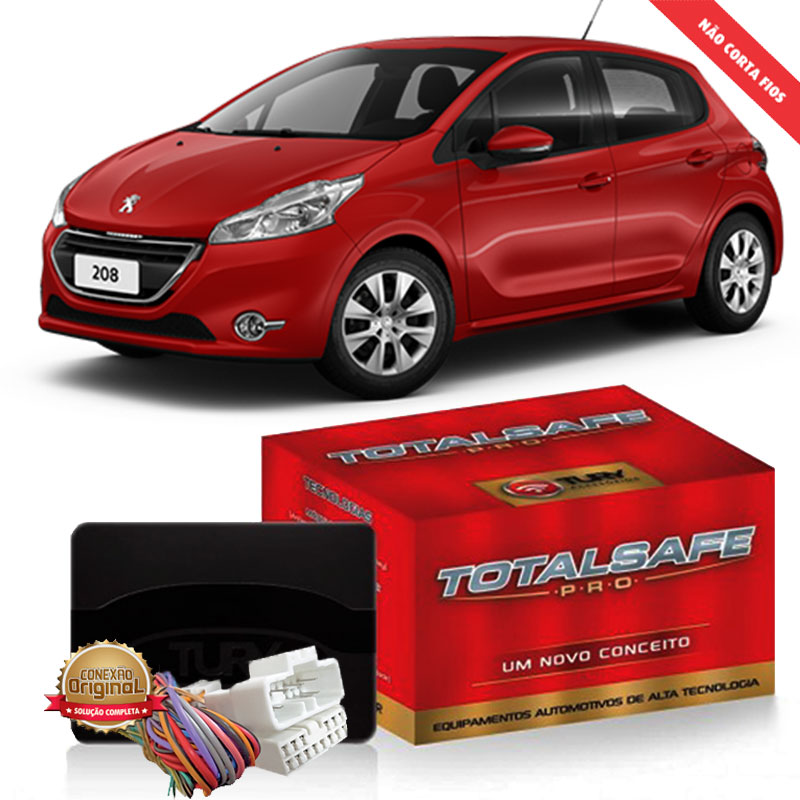 NÃO CORTA FIOS
208
TOTALSAFE
PRO
TURY
TECNOLOGIAS
TOTALSAFE
PRO
UM NOVO CONCEITO
EQUIPAMENTOS AUTOMOTIVOS DE ALTA TECNOLOGIA
TURY
CONEXÃO
Original
SOLUÇÃO COMPLETA